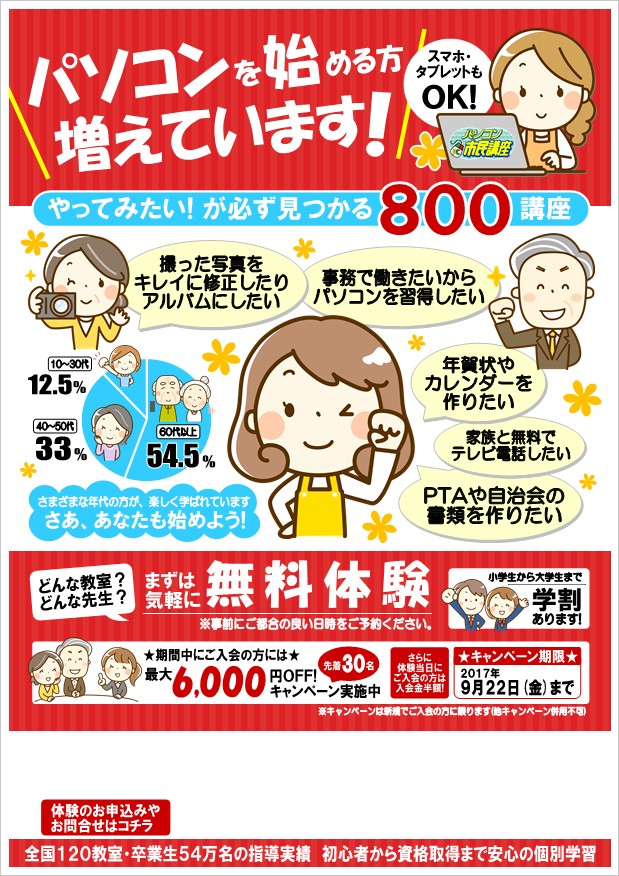 パソコンを始める方
増えています!
スマホ・
タブレットも
OK!
パソコン
市民講座
やってみたい!が必ず見つかる800講座
撮った写真を
キレイに修正したり
アルバムにしたい
事務で働きたいから
パソコンを習得したい
10〜30代
12.5%
40〜50代
33%
60代以上
54.5%
年賀状や
カレンダーを
作りたい
家族と無料で
テレビ電話したい
PTAや自治会の
書類を作りたい
さまざまな年代の方が、楽しく学ばれています
さあ、あなたも始めよう!
どんな教室?
どんな先生?
まずは
気軽に
無料体験
※事前にご都合の良い日時をご予約ください。
小学生から大学生まで
学割
あります!
★期間中にご入会の方には★
最大6,000円OFF!
先着30名
キャンペーン実施中
さらに
体験当日に
ご入会の方は
入会金半額!
★キャンペーン期限★
2017年
9月22日(金)まで
※キャンペーンは新規でご入会の方に限ります(他キャンペーン併用不可)
体験のお申込みや
お問合せはコチラ
全国120教室・卒業生54万名の指導実績 初心者から資格取得まで安心の個別学習